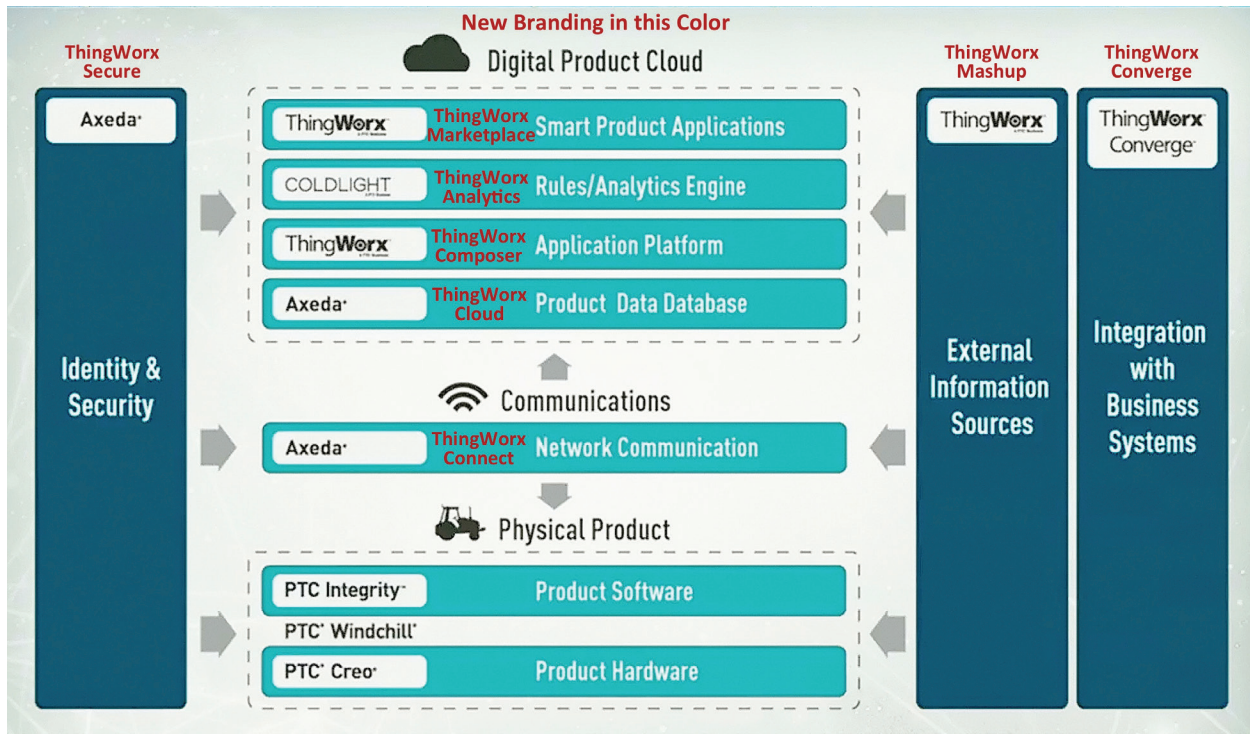 New Branding in this Color
Digital Product Cloud
ThingWorx
Secure
Axeda
Identity &
Security
ThingWorx
ThingWorx
Marketplace
Smart Product Applications
COLDLIGHT
ThingWorx
Analytics
Rules/Analytics Engine
ThingWorx
ThingWorx
Composer
Application Platform
Axeda
ThingWorx
Cloud
Product Data Database
Communications
Axeda
ThingWorx
Connect
Network Communication
Physical Product
PTC Integrity™
Product Software
PTC® Windchill®
PTC® Creo®
Product Hardware
ThingWorx
Mashup
ThingWorx
External
Information
Sources
ThingWorx
Converge
ThingWorx
Converge
Integration
with
Business
Systems